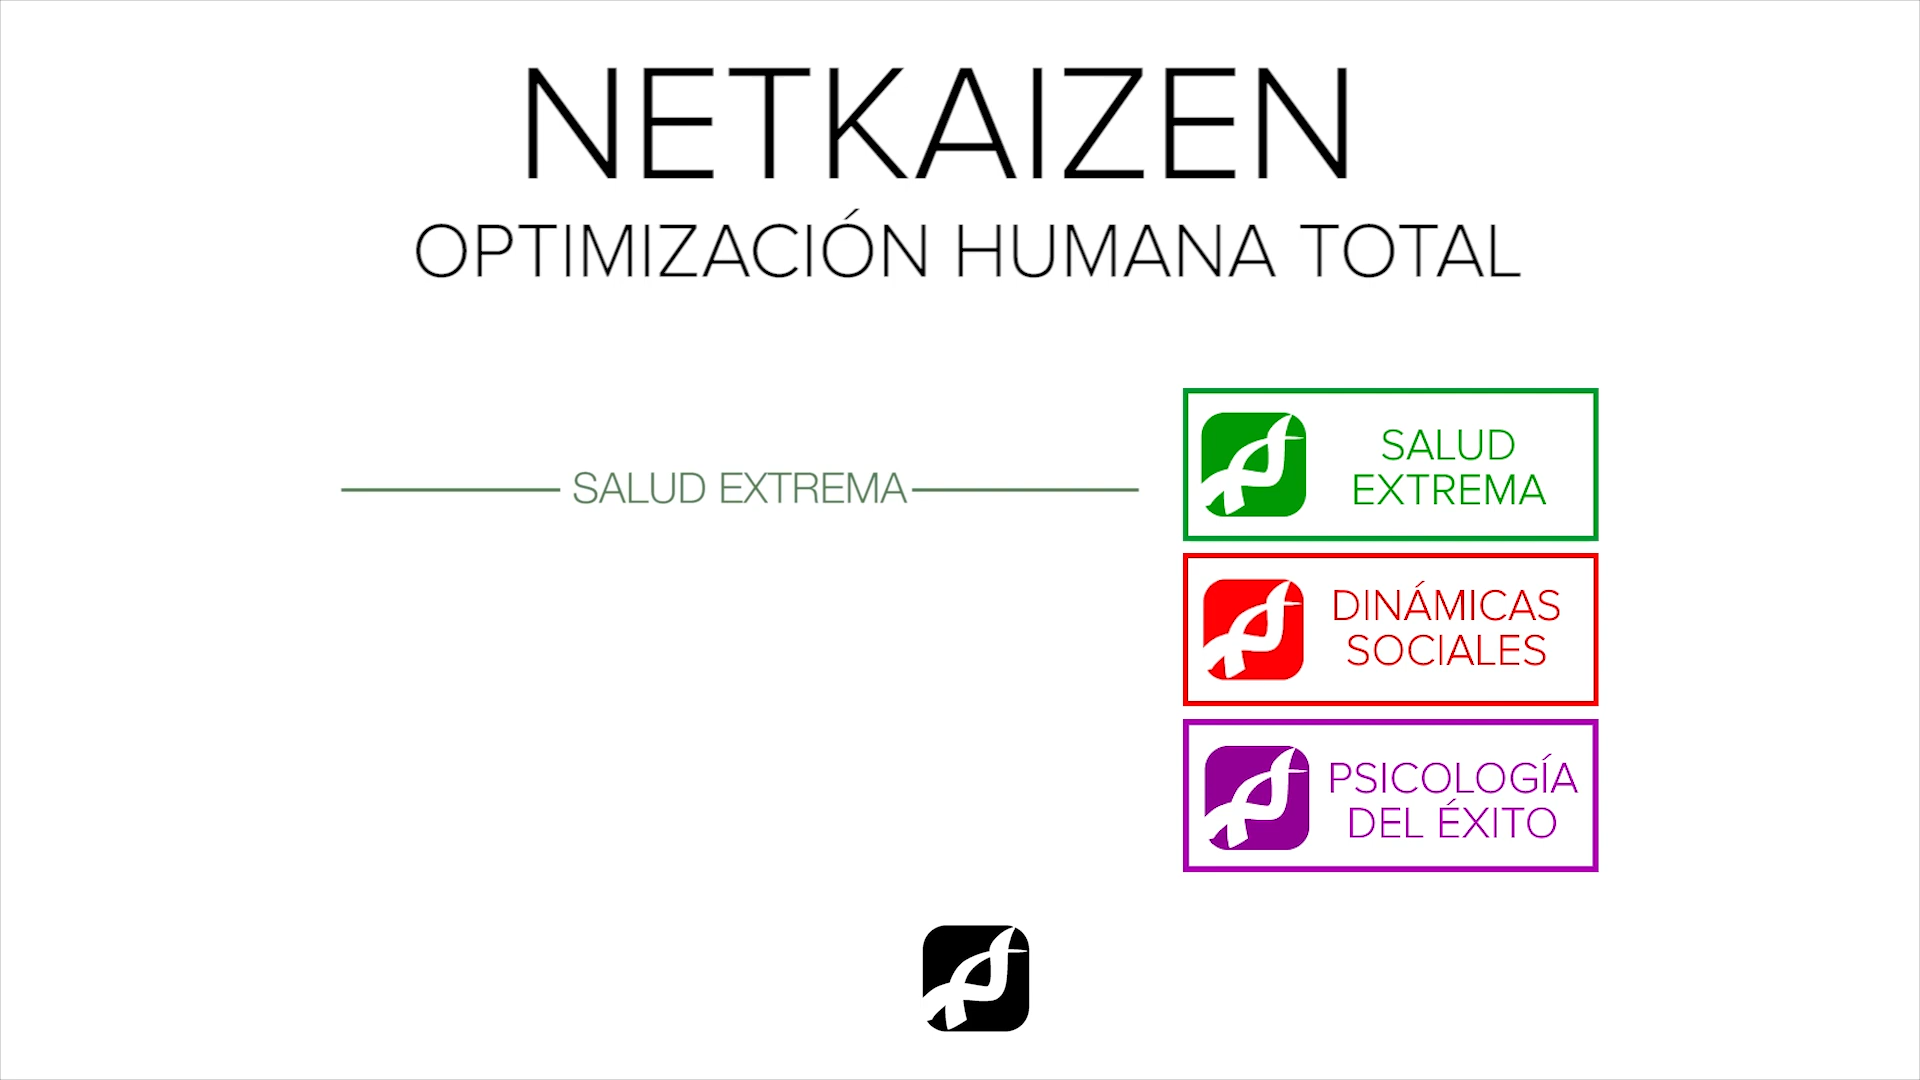 NETKAIZEN
OPTIMIZACIÓN HUMANA TOTAL
SALUD EXTREMA
SALUD
EXTREMA
DINÁMICAS
SOCIALES
PSICOLOGÍA
DEL ÉXITO